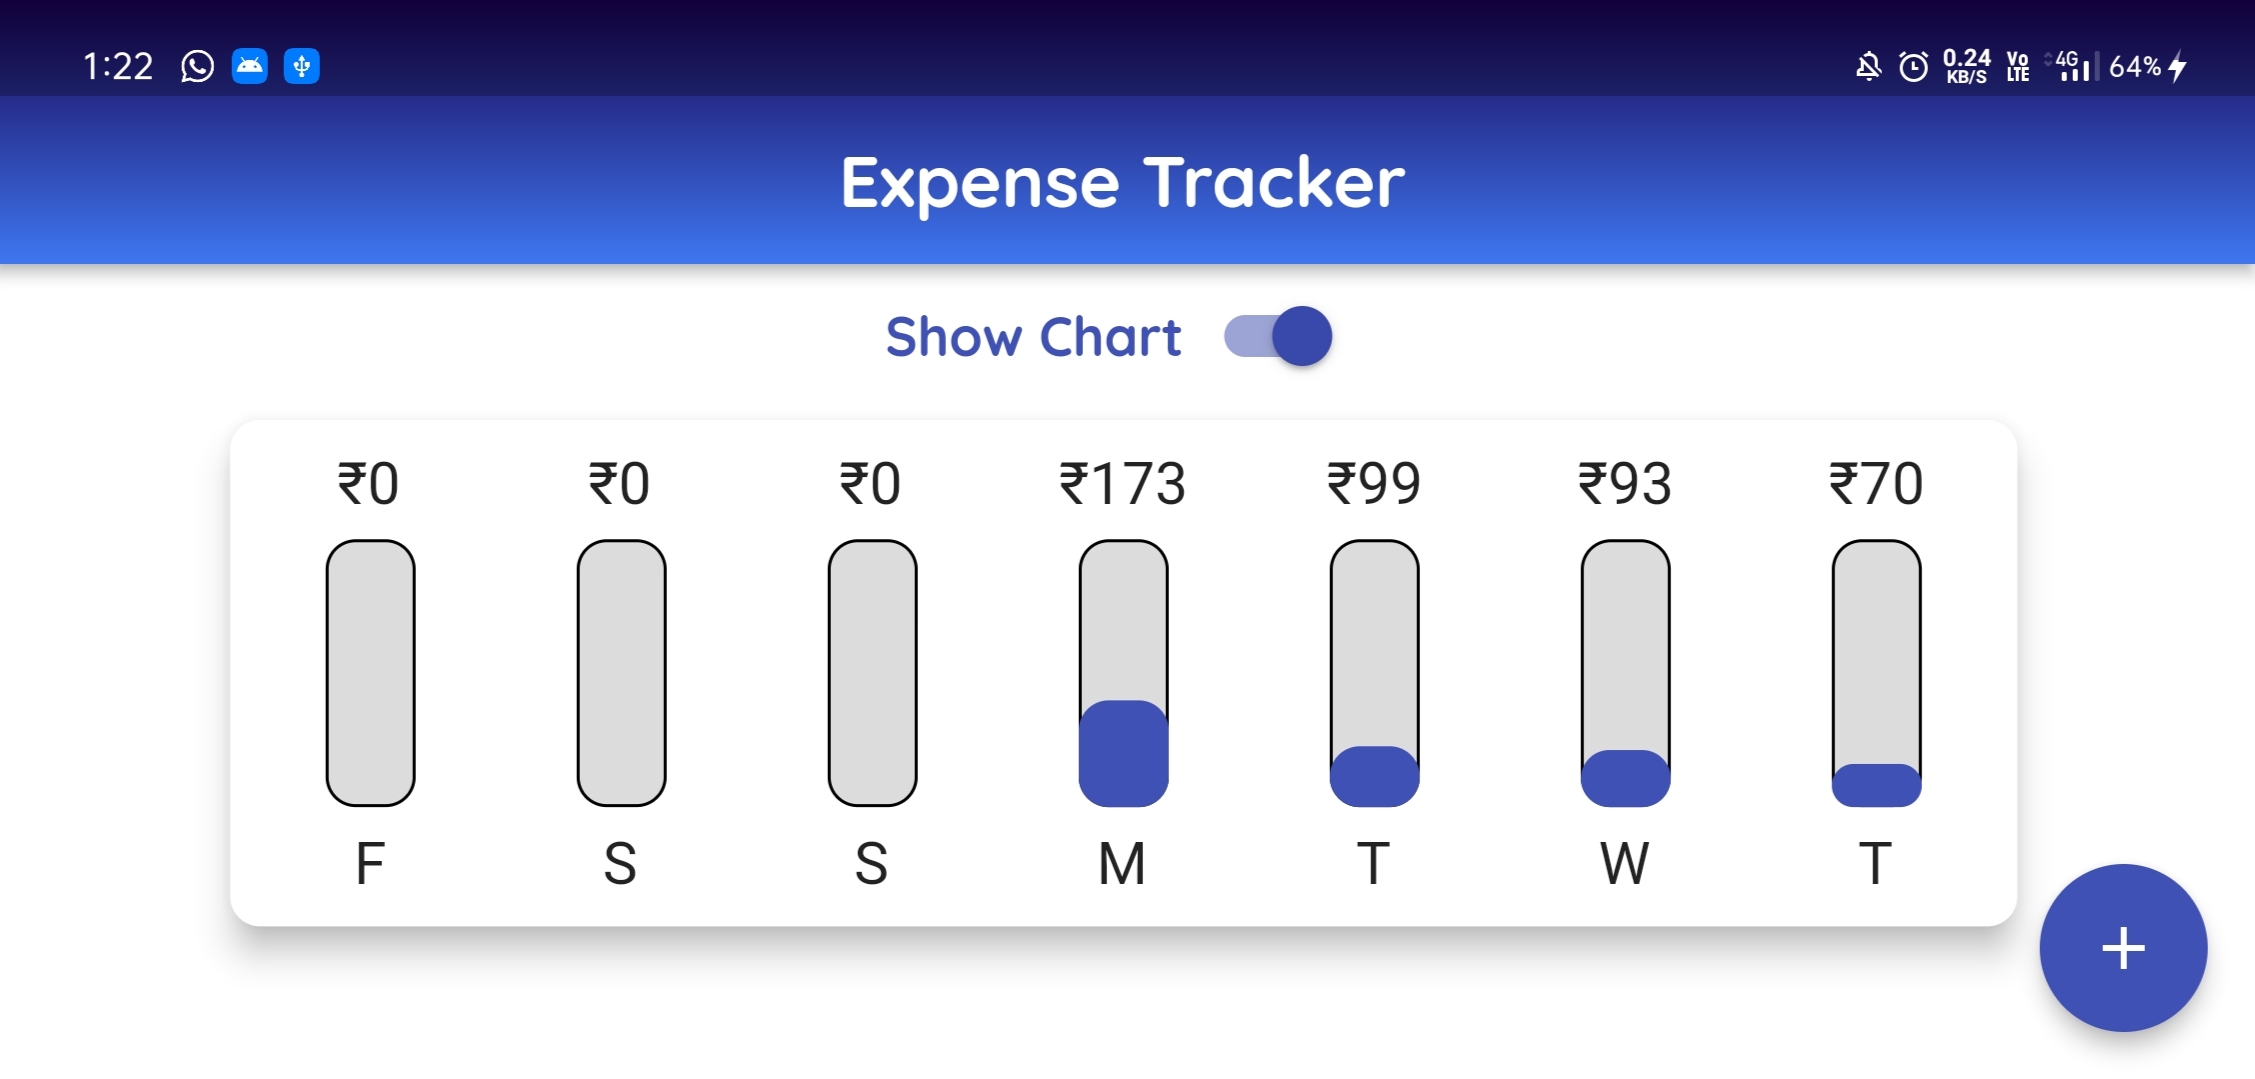 1:22 0.24 KB/S Vo LTE 4G 64%
Expense Tracker
Show Chart
₹0 ₹0 ₹0 ₹173 ₹99 ₹93 ₹70
F S S M T W T
+